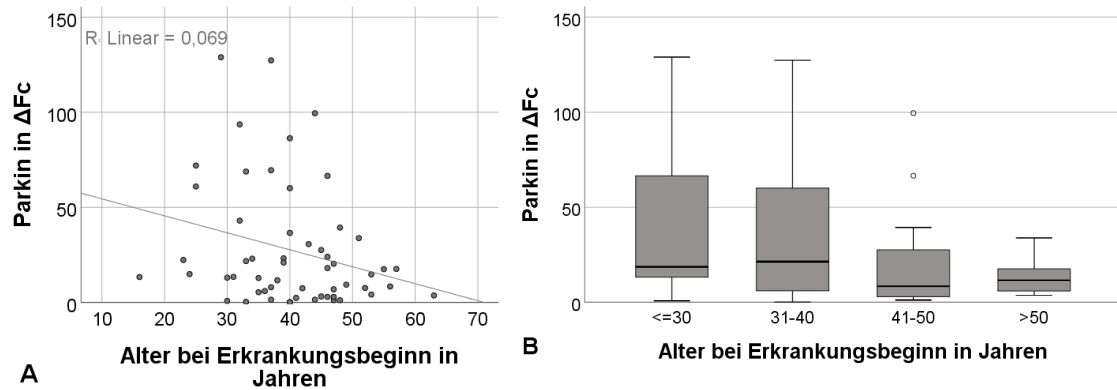 150
R² Linear = 0,069
100
50
0
10 20 30 40 50 60 70
Parkin in ΔFc
Alter bei Erkrankungsbeginn in
Jahren
A
150
100
50
0
<=30 31-40 41-50 >50
Parkin in ΔFc
Alter bei Erkrankungsbeginn in Jahren
B